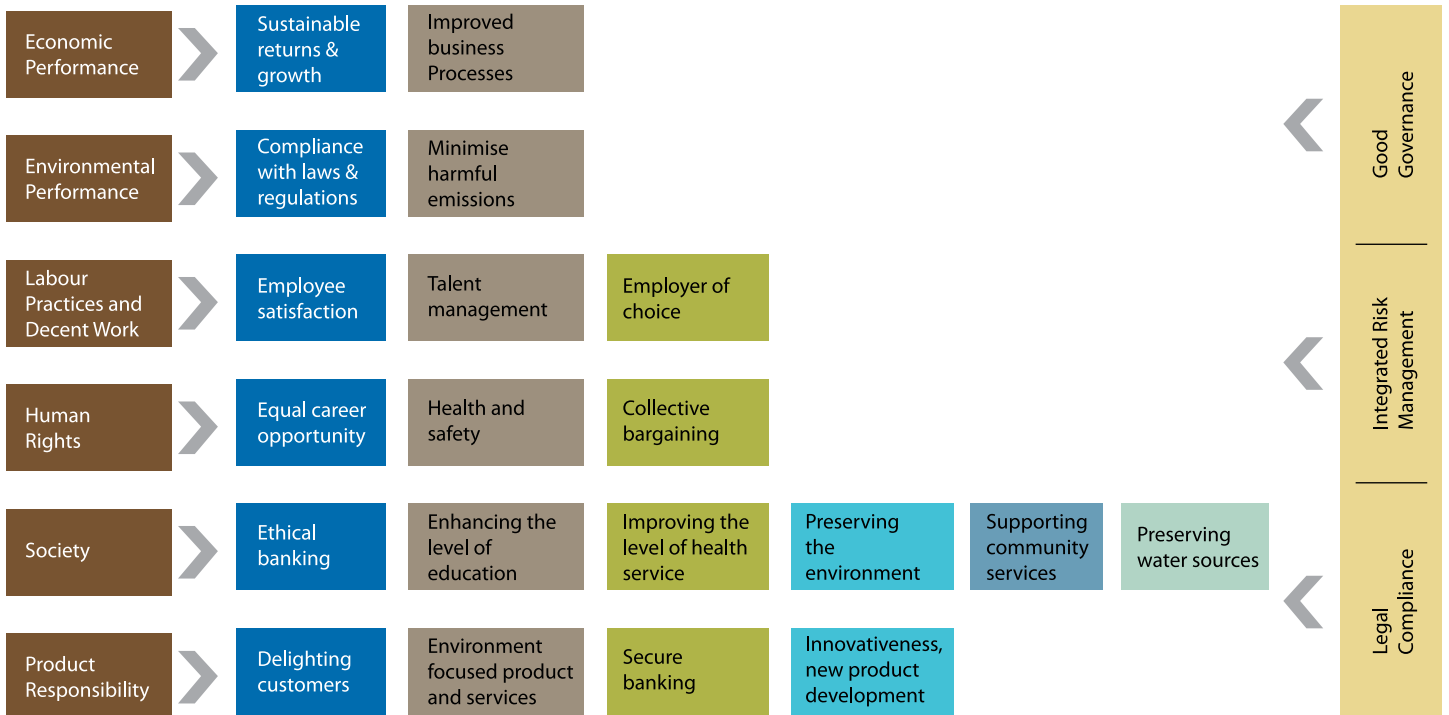 Economic
Performance
Sustainable
returns &
growth
Improved
business
Processes
Environmental
Performance
Compliance
with laws &
regulations
Minimise
harmful
emissions
Labour
Practices and
Decent Work
Employee
satisfaction
Talent
management
Employer of
choice
Human
Rights
Equal career
opportunity
Health and
safety
Collective
bargaining
Society
Ethical
banking
Enhancing the
level of
education
Improving the
level of health
service
Preserving
the
environment
Supporting
community
services
Preserving
water sources
Product
Responsibility
Delighting
customers
Environment
focused product
and services
Secure
banking
Innovativeness,
new product
development
Good
Governance
Integrated Risk
Management
Legal
Compliance